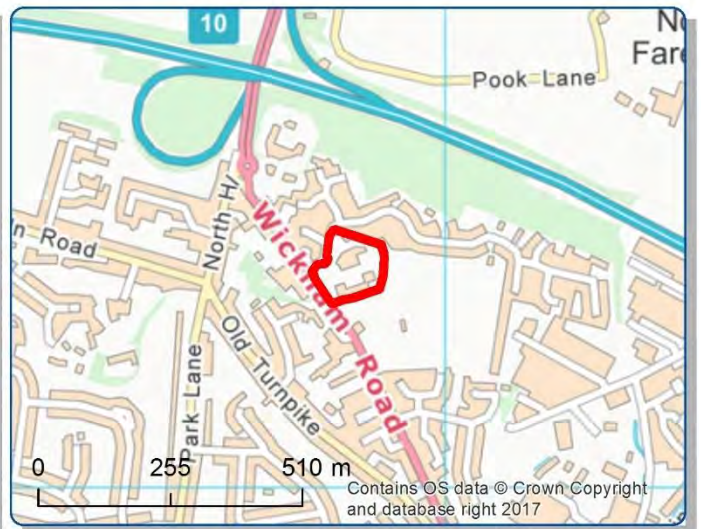 10
No
Fare
Pook Lane
North H/
n Road
Wickham Road
Old Turnpike
Park Lane
0 255 510 m
Contains OS data © Crown Copyright
and database right 2017